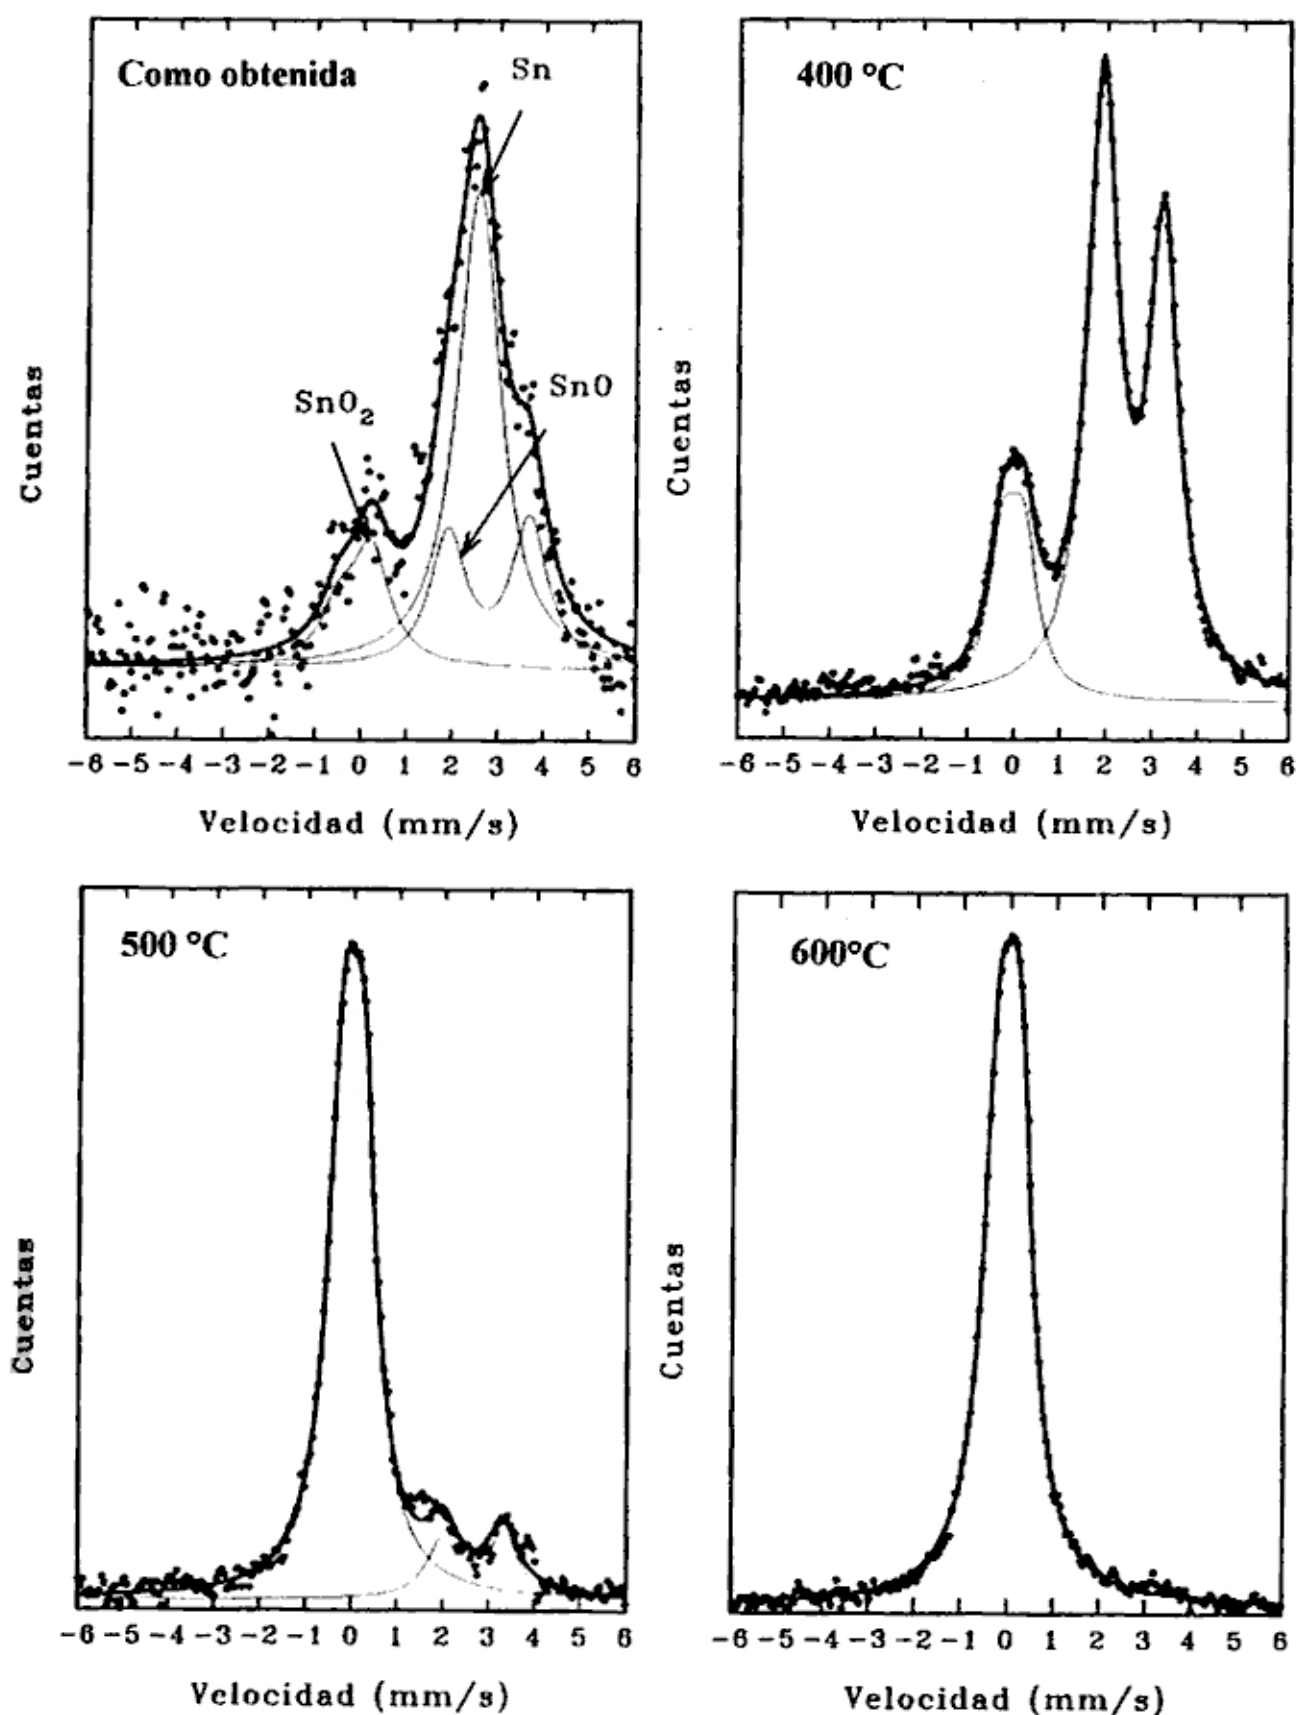 Como obtenida
Sn
SnO
SnO2
Cuentas
-6 -5 -4 -3 -2 -1 0 1 2 3 4 5 6
Velocidad (mm/s)
400 °C
Cuentas
-6 -5 -4 -3 -2 -1 0 1 2 3 4 5 6
Velocidad (mm/s)
500 °C
Cuentas
-6 -5 -4 -3 -2 -1 0 1 2 3 4 5 6
Velocidad (mm/s)
600°C
Cuentas
-6 -5 -4 -3 -2 -1 0 1 2 3 4 5 6
Velocidad (mm/s)